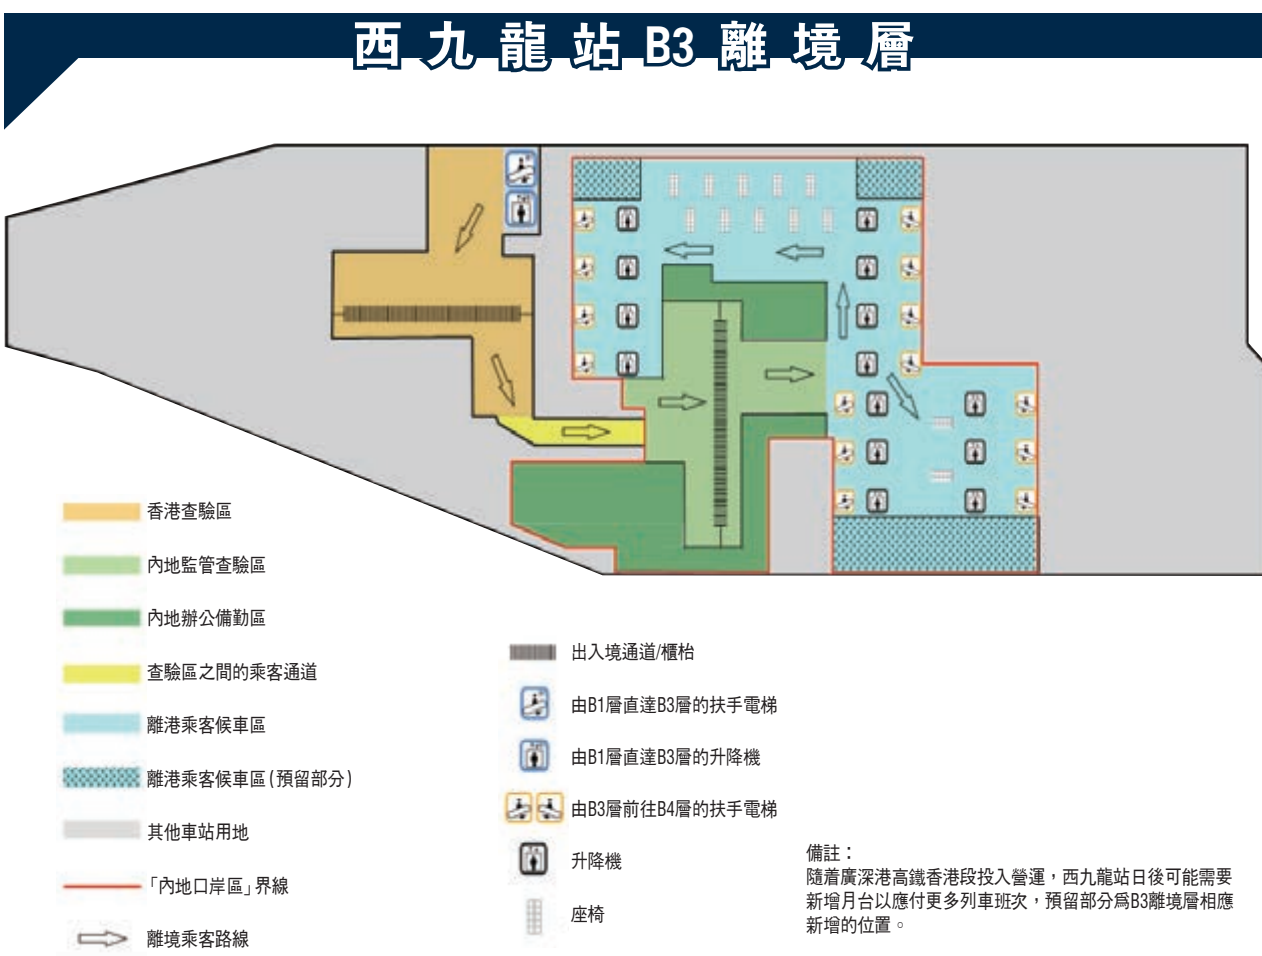 西九龍站B3離境層
香港查驗區
內地監管查驗區
內地辦公備勤區
查驗區之間的乘客通道
離港乘客候車區
離港乘客候車區(預留部分)
其他車站用地
「內地口岸區」界線
離境乘客路線
出入境通道/櫃枱
由B1層直達B3層的扶手電梯
由B1層直達B3層的升降機
由B3層前往B4層的扶手電梯
升降機
座椅
備註：
隨着廣深港高鐵香港段投入營運，西九龍站日後可能需要
新增月台以應付更多列車班次，預留部分為B3離境層相應
新增的位置。